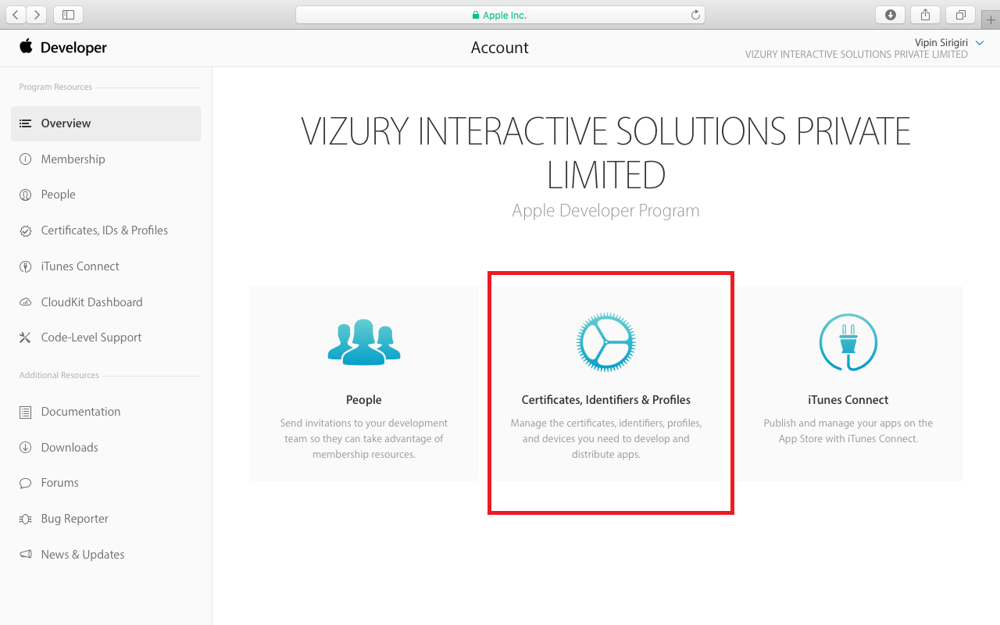 Apple Inc.
Developer
Account
Vipin Sirigiri
VIZURY INTERACTIVE SOLUTIONS PRIVATE LIMITED
Program Resources
Overview
Membership
People
Certificates, IDs & Profiles
iTunes Connect
CloudKit Dashboard
Code-Level Support
Additional Resources
Documentation
Downloads
Forums
Bug Reporter
News & Updates
VIZURY INTERACTIVE SOLUTIONS PRIVATE
LIMITED
Apple Developer Program
People
Send invitations to your development
team so they can take advantage of
membership resources.
Certificates, Identifiers & Profiles
Manage the certificates, identifiers, profiles,
and devices you need to develop and
distribute apps.
iTunes Connect
Publish and manage your apps on the
App Store with iTunes Connect.